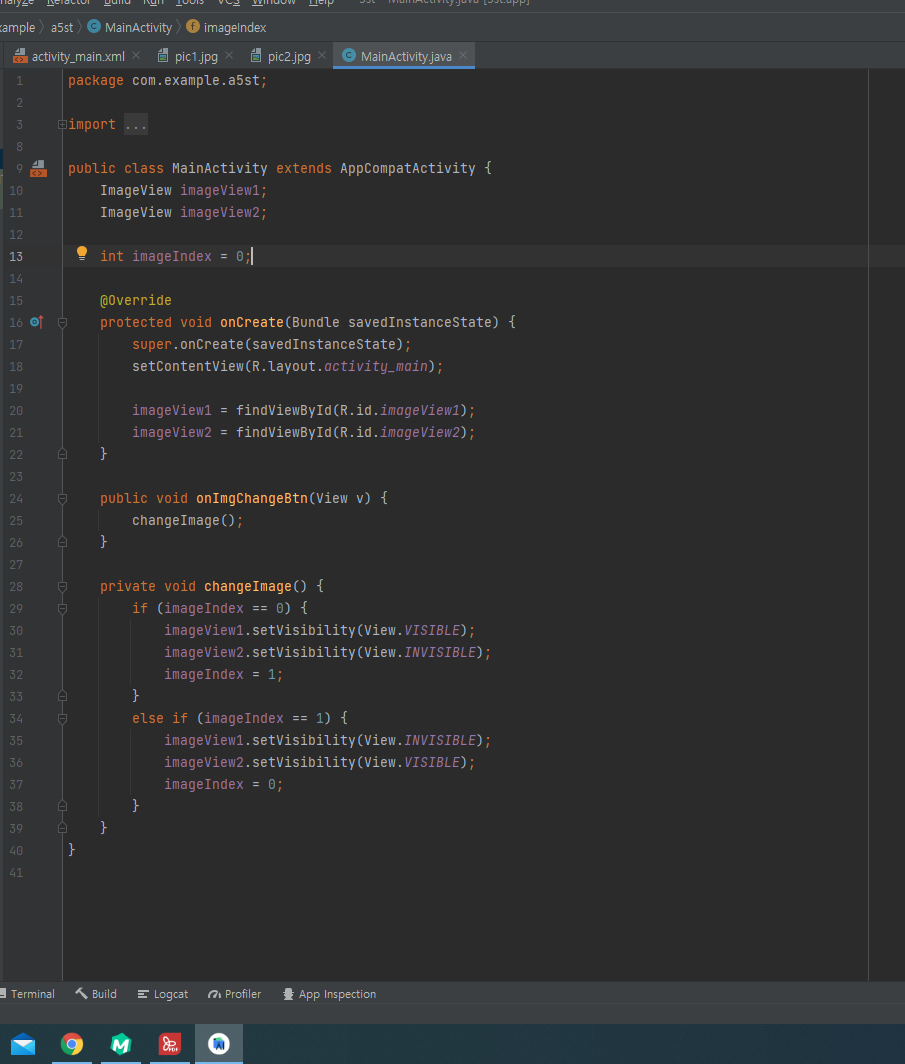 Refactor Build Run Tools VCS Window Help
example a5st MainActivity imageIndex
activity_main.xml pic1.jpg pic2.jpg MainActivity.java
1 package com.example.a5st;
2
3 import ...
8
9 public class MainActivity extends AppCompatActivity {
10 ImageView imageView1;
11 ImageView imageView2;
12
13 int imageIndex = 0;
14
15 @Override
16 protected void onCreate(Bundle savedInstanceState) {
17 super.onCreate(savedInstanceState);
18 setContentView(R.layout.activity_main);
19
20 imageView1 = findViewById(R.id.imageView1);
21 imageView2 = findViewById(R.id.imageView2);
22 }
23
24 public void onImgChangeBtn(View v) {
25 changeImage();
26 }
27
28 private void changeImage() {
29 if (imageIndex == 0) {
30 imageView1.setVisibility(View.VISIBLE);
31 imageView2.setVisibility(View.INVISIBLE);
32 imageIndex = 1;
33 }
34 else if (imageIndex == 1) {
35 imageView1.setVisibility(View.INVISIBLE);
36 imageView2.setVisibility(View.VISIBLE);
37 imageIndex = 0;
38 }
39 }
40 }
41
Terminal Build Logcat Profiler App Inspection